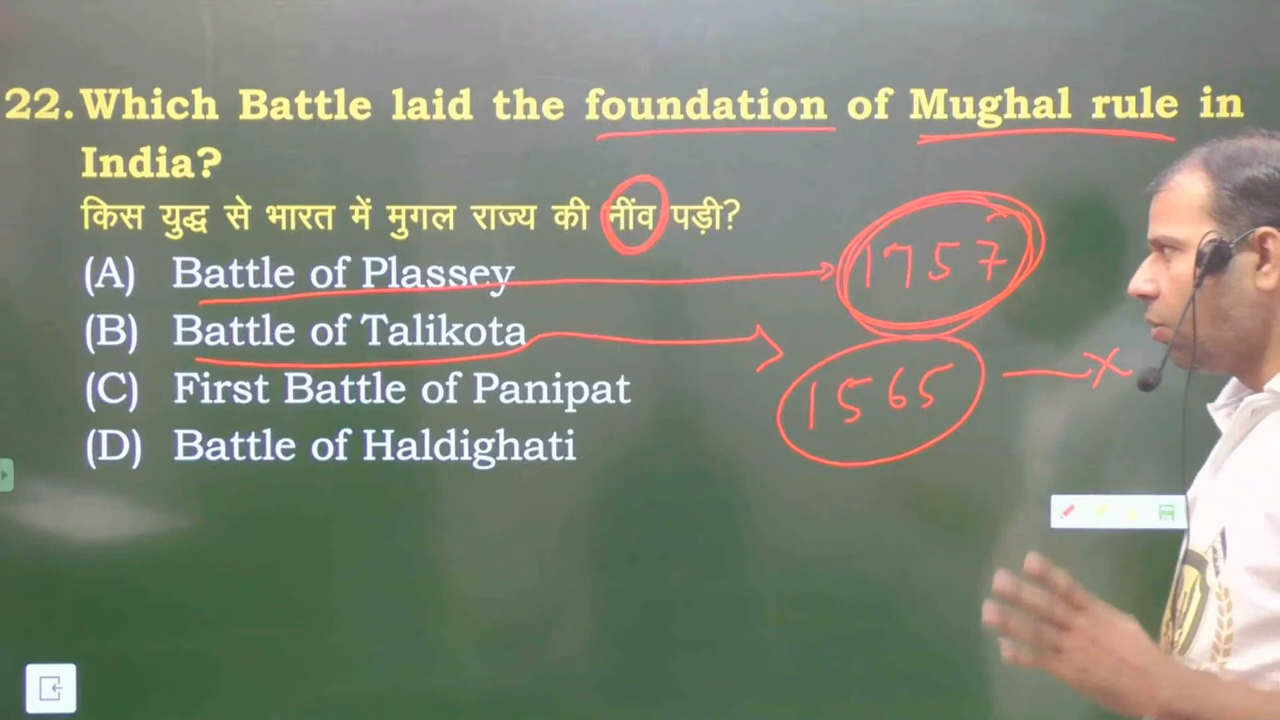 22. Which Battle laid the foundation of Mughal rule in
India?
किस युद्ध से भारत में मुगल राज्य की नींव पड़ी?
(A) Battle of Plassey
1757
(B) Battle of Talikota
1565
(C) First Battle of Panipat
(D) Battle of Haldighati